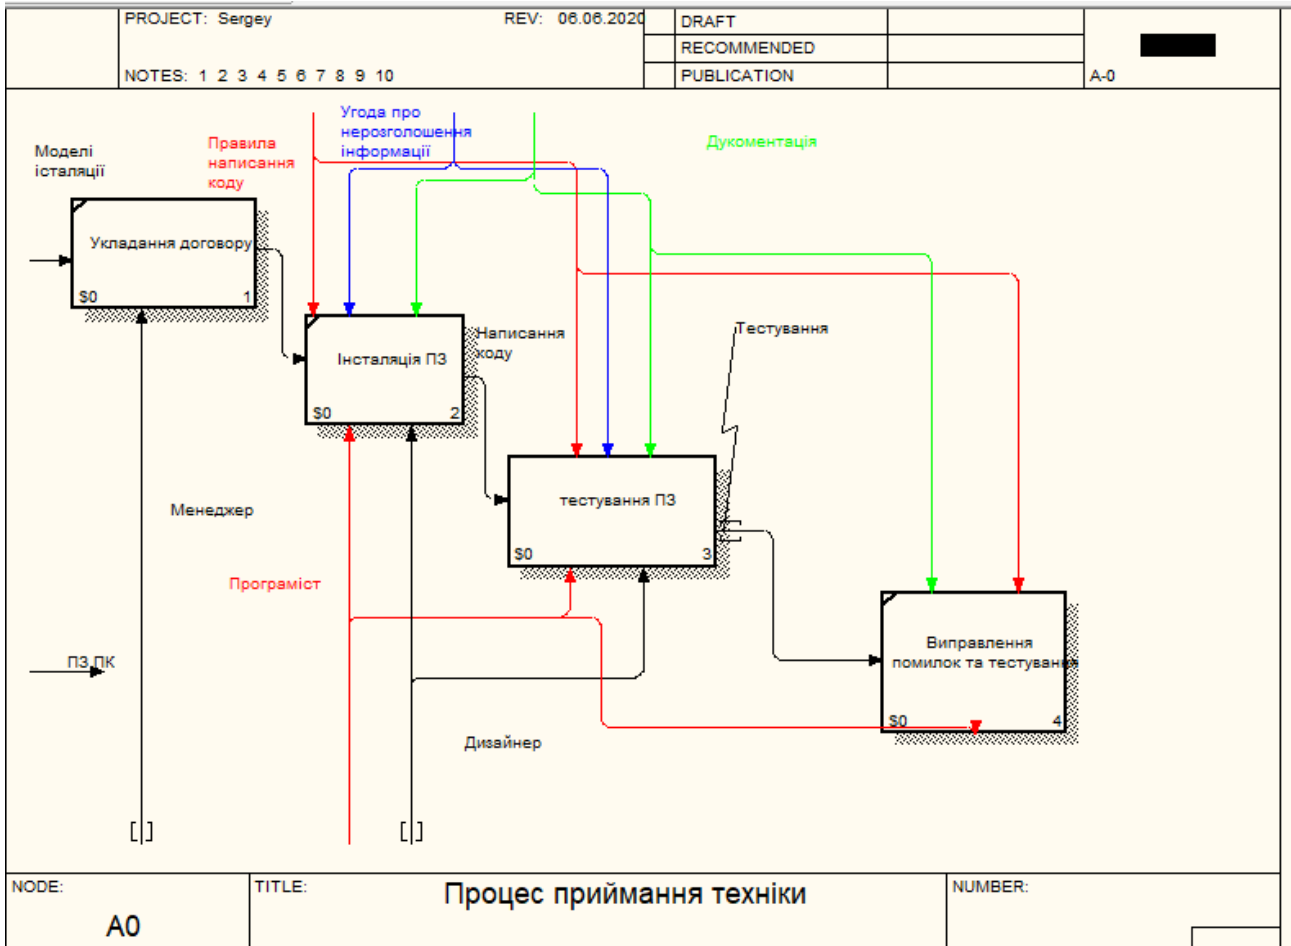 PROJECT: Sergey
REV: 06.06.2020
DRAFT
RECOMMENDED
NOTES: 1 2 3 4 5 6 7 8 9 10
PUBLICATION
A-0
Моделі
істаляції
Правила
написання
коду
Угода про
нерозголошення
інформації
Дукоментація
Укладання договору
$0
1
Інсталяція ПЗ
$0
2
Написання
коду
Тестування
тестування ПЗ
$0
3
Менеджер
Програміст
ПЗ,ПК
Виправлення
помилок та тестування
$0
4
Дизайнер
NODE:
A0
TITLE:
Процес приймання техніки
NUMBER: